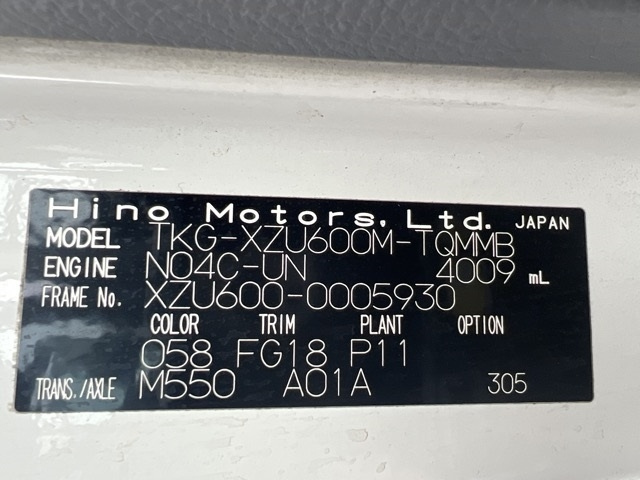 Hino Motors, Ltd. JAPAN
MODEL TKG-XZU600M-TQMMB
ENGINE N04C-UN 4009 mL
FRAME No. XZU600-0005930
COLOR TRIM PLANT OPTION
058 FG18 P11
TRANS./AXLE M550 A01A 305